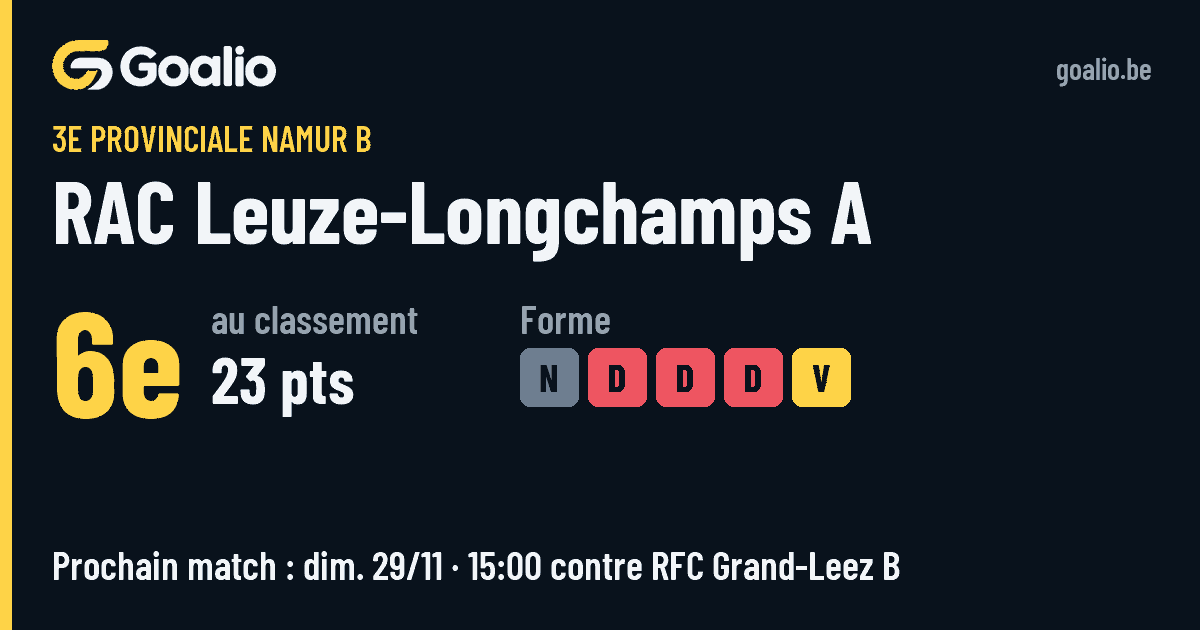 Goalio
goalio.be
3E PROVINCIALE NAMUR B
RAC Leuze-Longchamps A
6e
au classement
23 pts
Forme
N D D D V
Prochain match : dim. 29/11 · 15:00 contre RFC Grand-Leez B